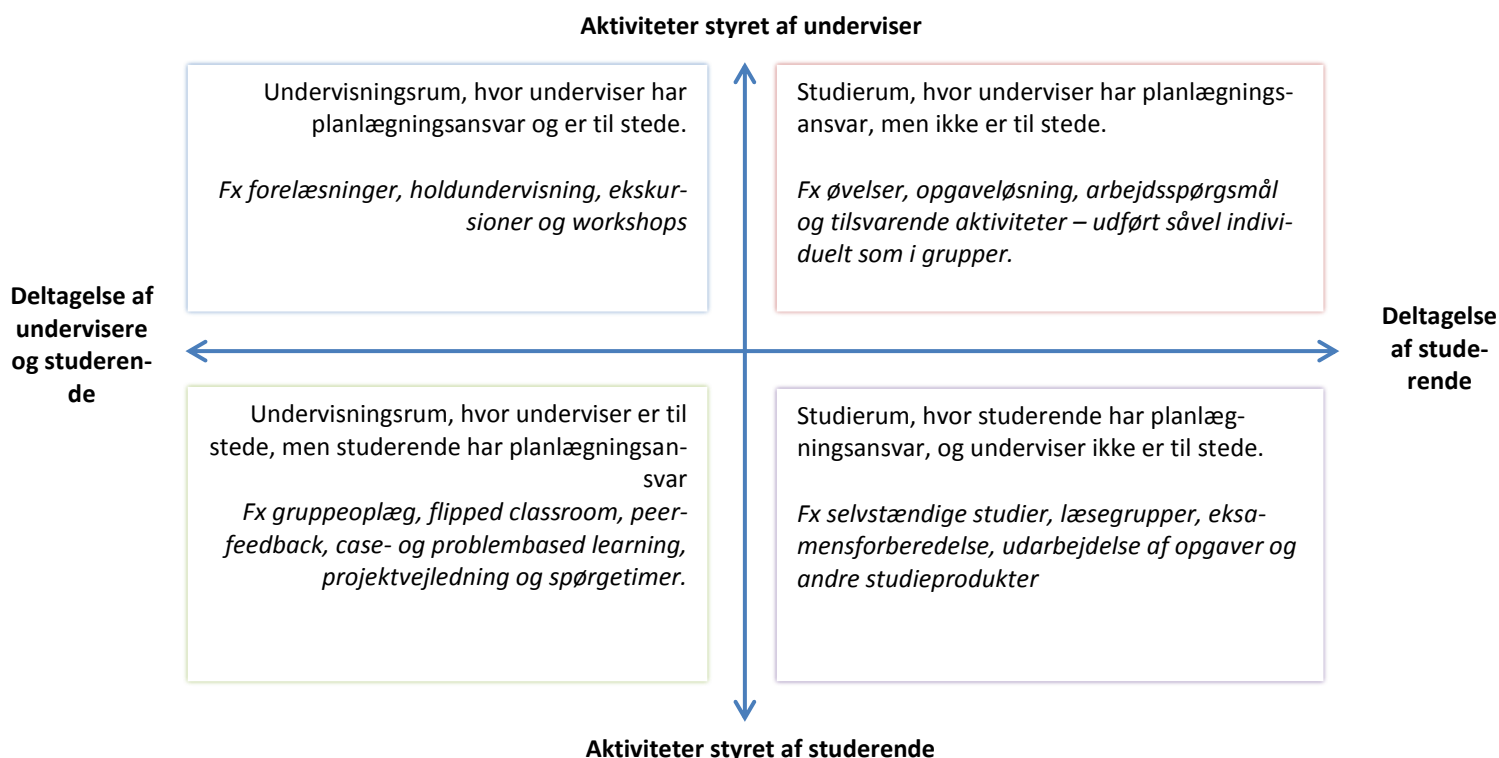 Aktiviteter styret af underviser
Undervisningsrum, hvor underviser har
planlægningsansvar og er til stede.
Fx forelæsninger, holdundervisning, ekskur-
sioner og workshops
Studierum, hvor underviser har planlægnings-
ansvar, men ikke er til stede.
Fx øvelser, opgaveløsning, arbejdsspørgsmål
og tilsvarende aktiviteter – udført såvel indivi-
duelt som i grupper.
Deltagelse af
undervisere
og studeren-
de
Deltagelse
af stude-
rende
Undervisningsrum, hvor underviser er til
stede, men studerende har planlægningsan-
svar
Fx gruppeoplæg, flipped classroom, peer-
feedback, case- og problembased learning,
projektvejledning og spørgetimer.
Studierum, hvor studerende har planlæg-
ningsansvar, og underviser ikke er til stede.
Fx selvstændige studier, læsegrupper, eksa-
mensforberedelse, udarbejdelse af opgaver og
andre studieprodukter
Aktiviteter styret af studerende